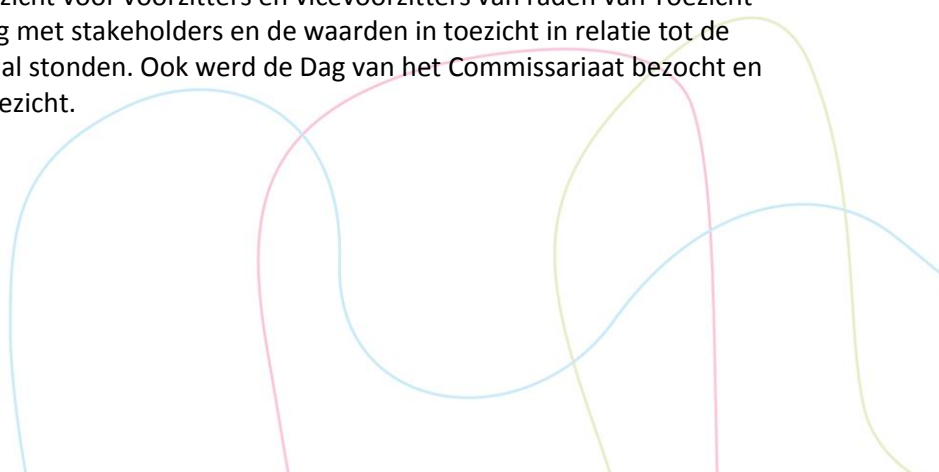 zicht voor voorzitters en vicevoorzitters van raden van Toezicht
g met stakeholders en de waarden in toezicht in relatie tot de
al stonden. Ook werd de Dag van het Commissariaat bezocht en
ezicht.